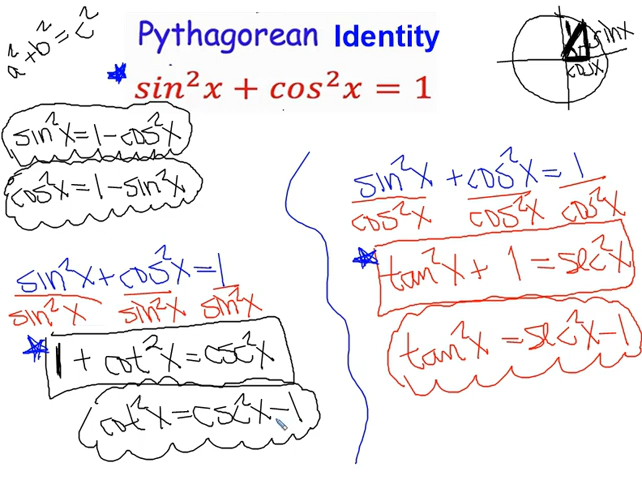 a² + b² = c²
Pythagorean Identity
sin²x + cos²x = 1
sinx
cosx
sin²x = 1 - cos²x
cos²x = 1 - sin²x
sin²x + cos²x = 1
sin²x sin²x sin²x
1 + cot²x = csc²x
cot²x = csc²x - 1
sin²x + cos²x = 1
cos²x cos²x cos²x
tan²x + 1 = sec²x
tan²x = sec²x - 1